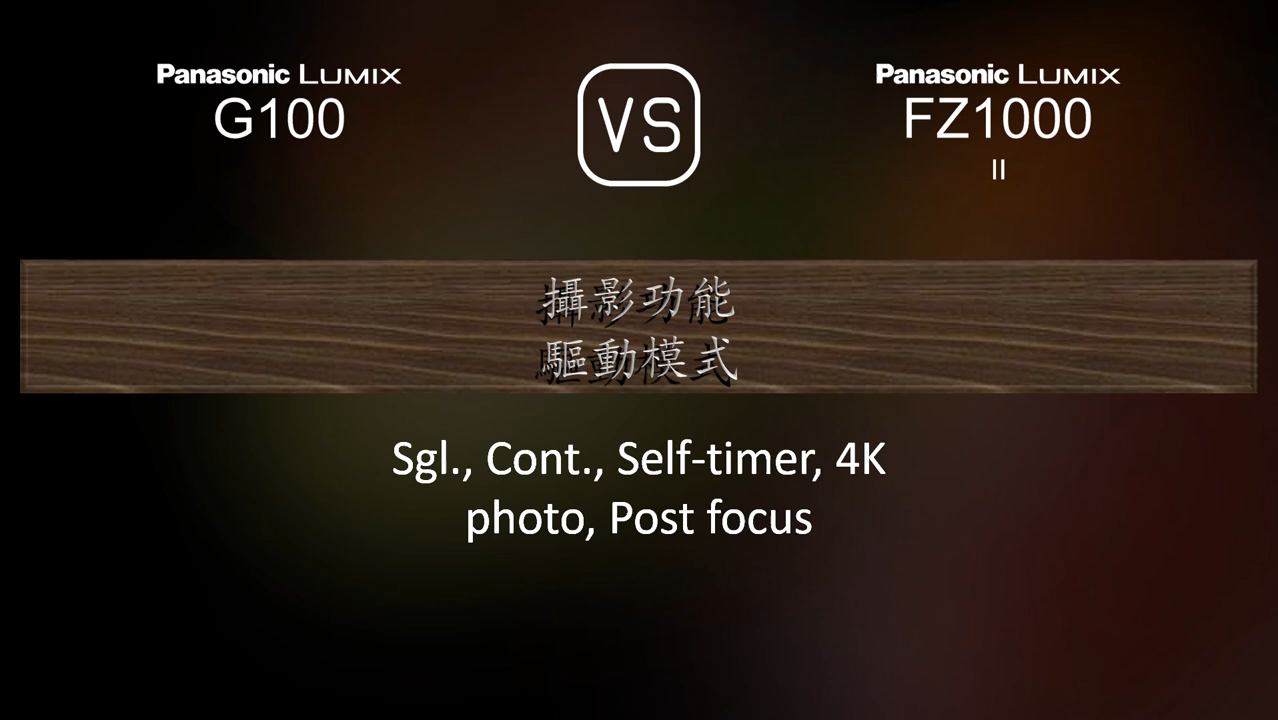 Panasonic LUMIX
G100
VS
Panasonic LUMIX
FZ1000
II
攝影功能
驅動模式
Sgl., Cont., Self-timer, 4K
photo, Post focus